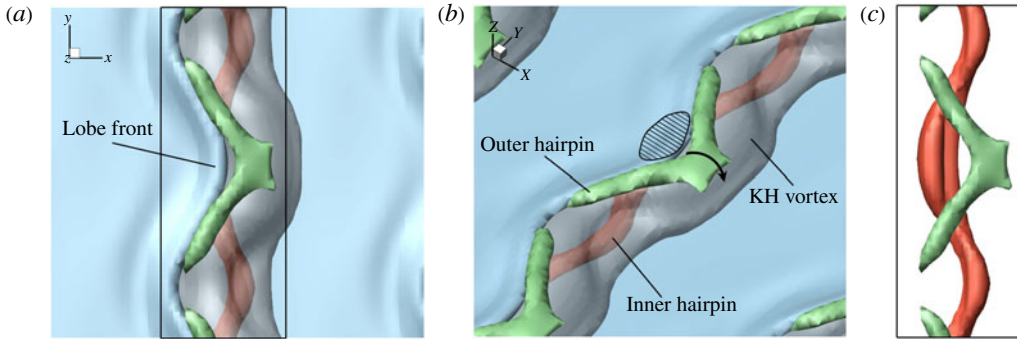 (a)
y
z
x
Lobe front
(b)
Z
Y
X
Outer hairpin
KH vortex
Inner hairpin
(c)